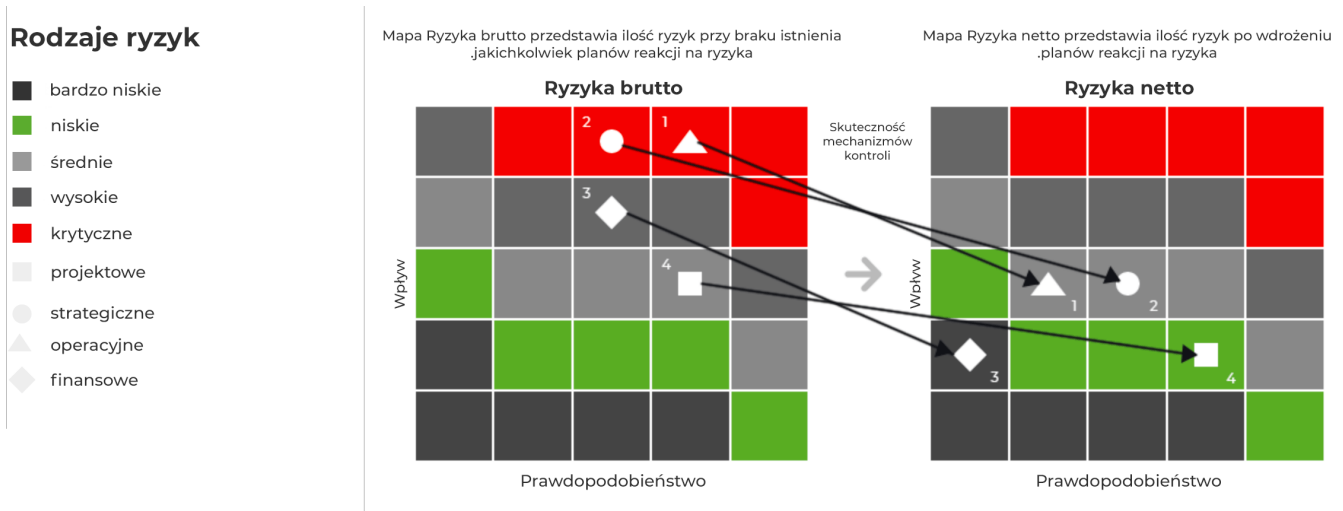 Rodzaje ryzyk
bardzo niskie
niskie
średnie
wysokie
krytyczne
projektowe
strategiczne
operacyjne
finansowe
Mapa Ryzyka brutto przedstawia ilość ryzyk przy braku istnienia
.jakichkolwiek planów reakcji na ryzyka
Ryzyka brutto
2
1
3
4
Wpływ
Prawdopodobieństwo
Skuteczność
mechanizmów
kontroli
Mapa Ryzyka netto przedstawia ilość ryzyk po wdrożeniu
.planów reakcji na ryzyka
Ryzyka netto
1
2
3
4
Wpływ
Prawdopodobieństwo